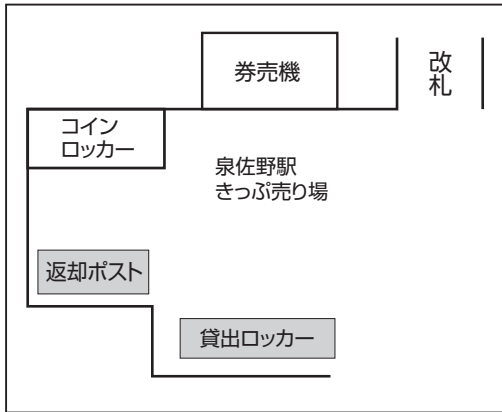 券売機
改札
コイン
ロッカー
泉佐野駅
きっぷ売り場
返却ポスト
貸出ロッカー